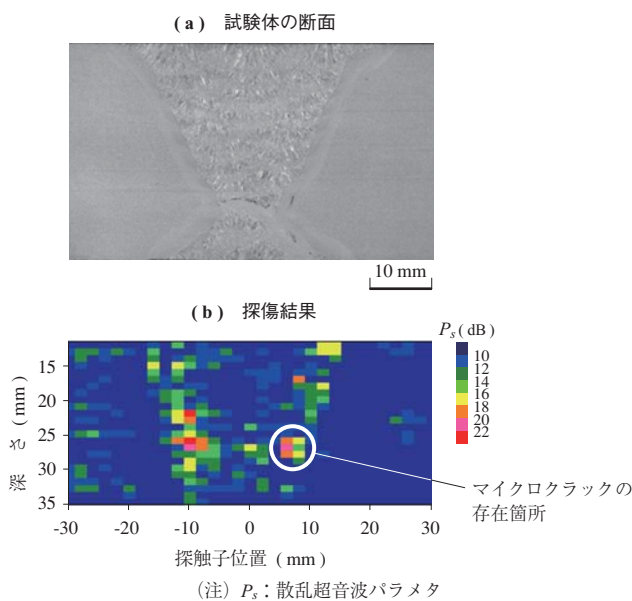 (a) 試験体の断面
10 mm
(b) 探傷結果
Ps(dB)
10
12
14
16
18
20
22
深さ(mm)
15
20
25
30
35
-30
-20
-10
0
10
20
30
探触子位置(mm)
マイクロクラックの
存在箇所
(注)Ps:散乱超音波パラメタ